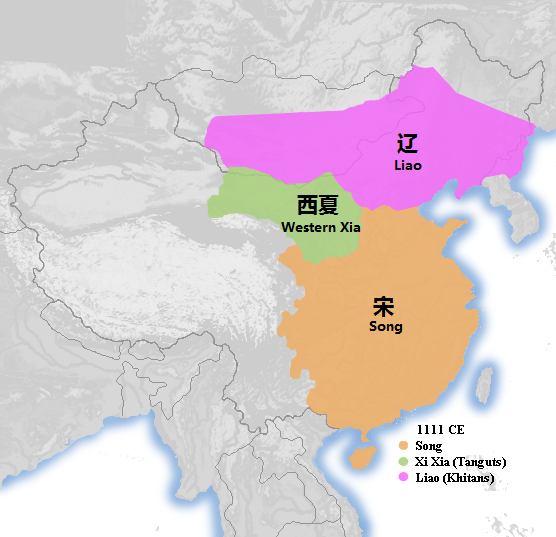 辽
Liao
西夏
Western Xia
宋
Song
1111 CE
Song
Xi Xia (Tanguts)
Liao (Khitans)